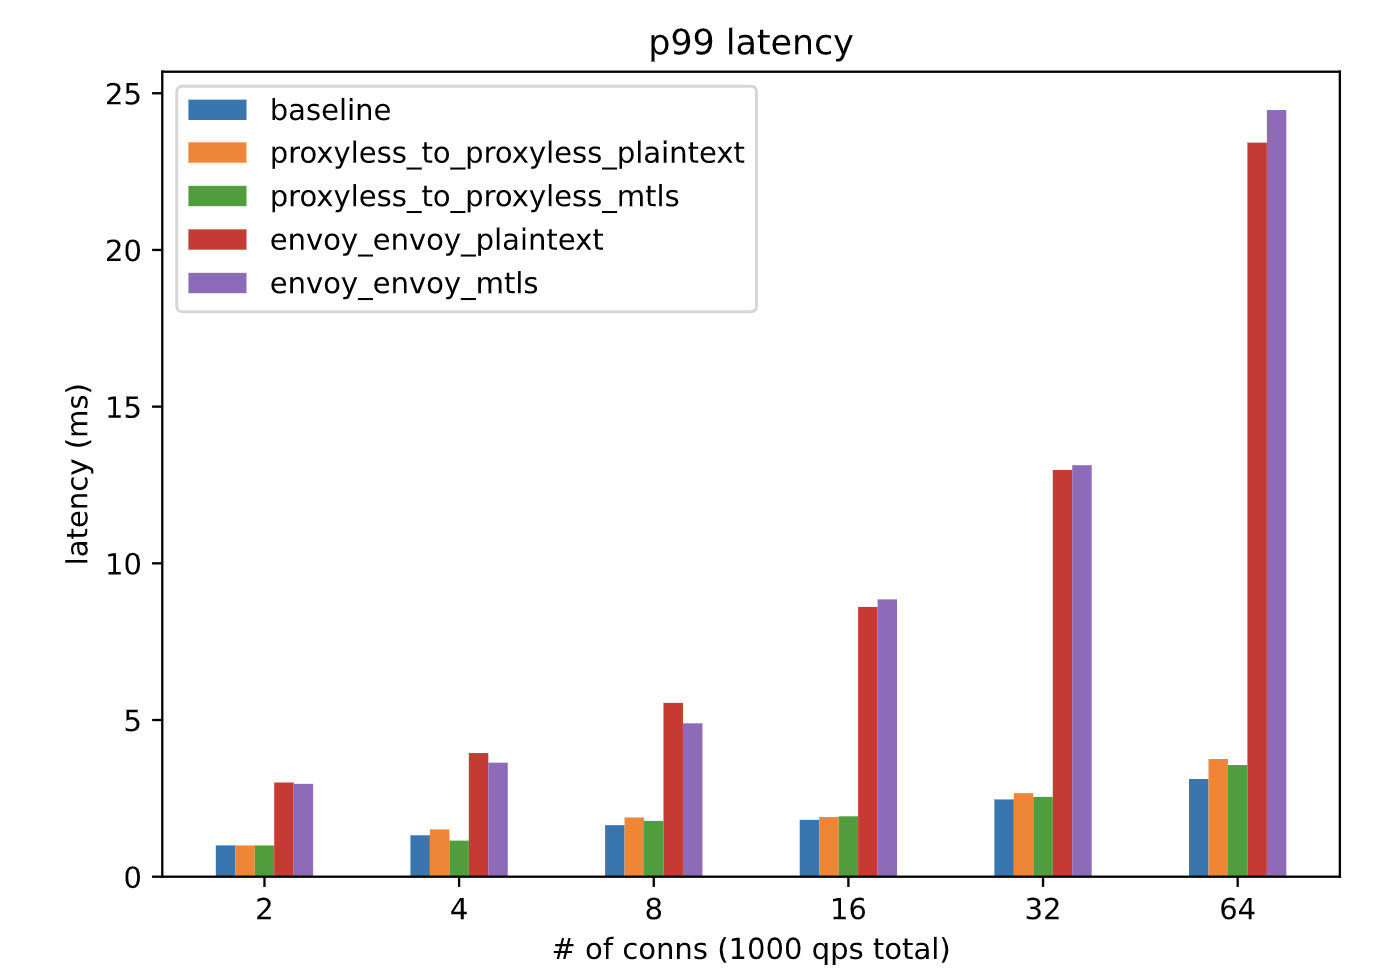 p99 latency
baseline
proxyless_to_proxyless_plaintext
proxyless_to_proxyless_mtls
envoy_envoy_plaintext
envoy_envoy_mtls
latency (ms)
25
20
15
10
5
0
2 4 8 16 32 64
# of conns (1000 qps total)